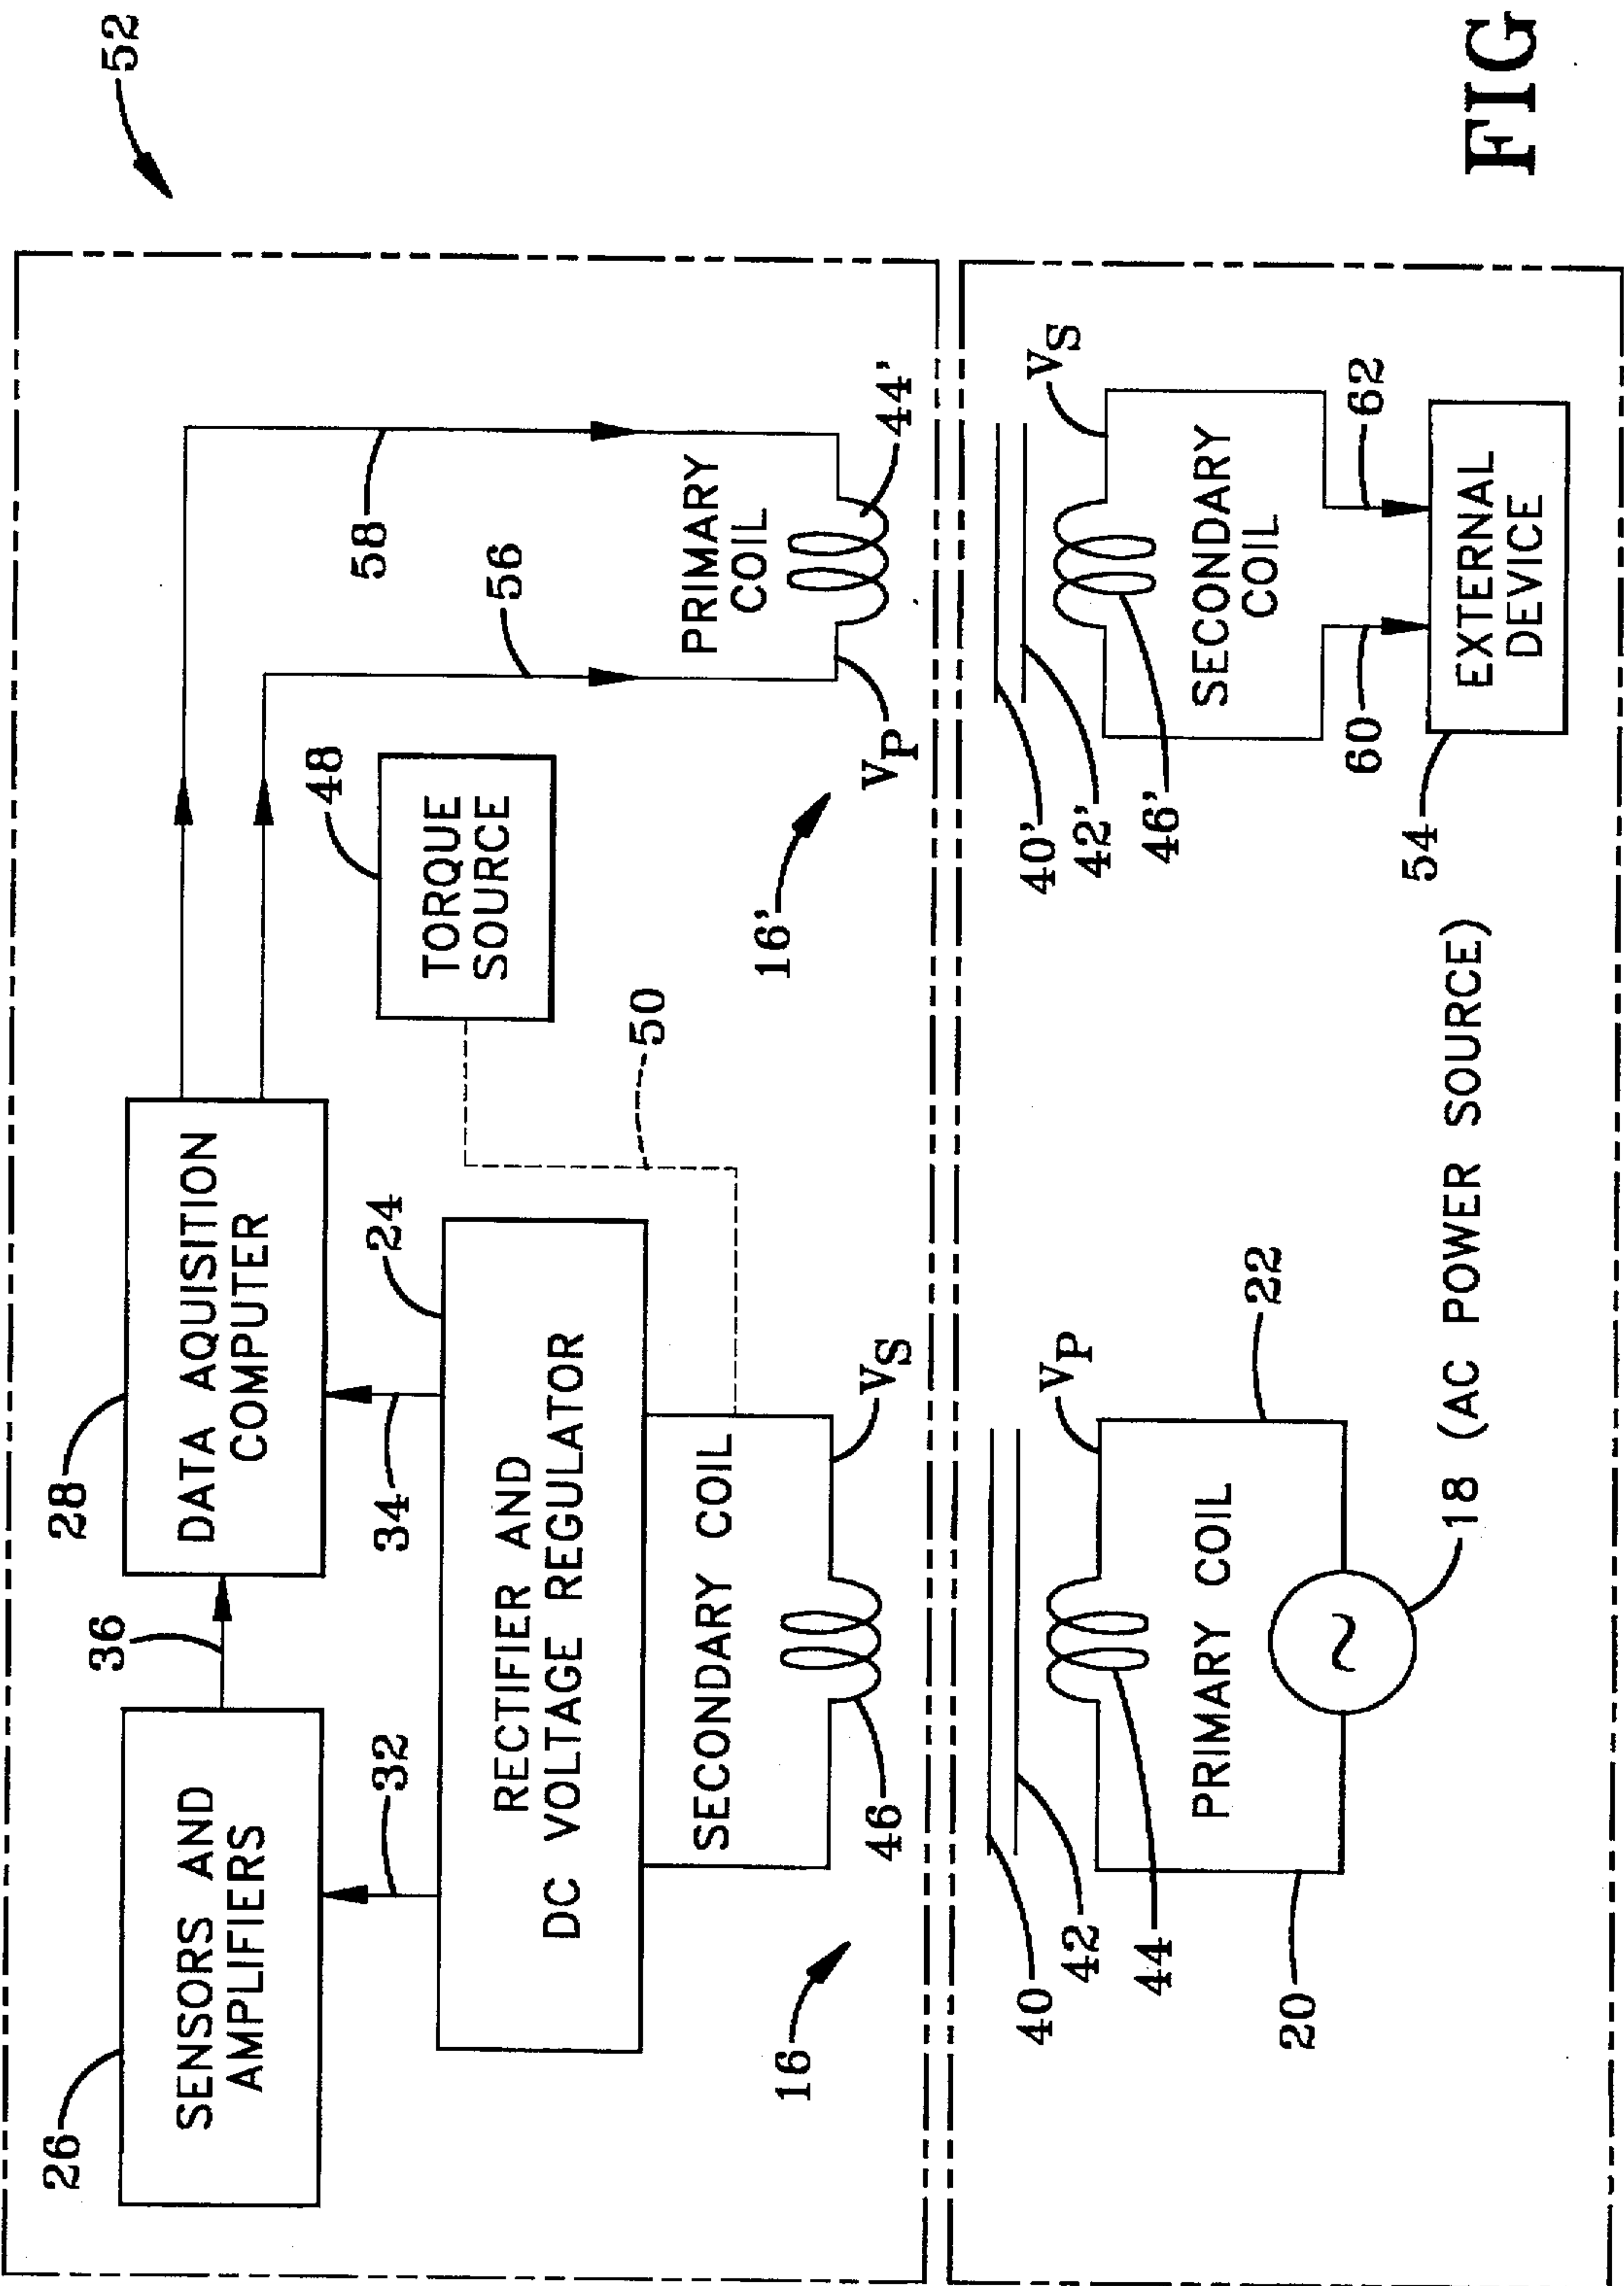 52
26
SENSORS AND
AMPLIFIERS
36
28
DATA AQUISITION
COMPUTER
32
34
24
RECTIFIER AND
DC VOLTAGE REGULATOR
48
TORQUE
SOURCE
58
56
50
SECONDARY COIL
PRIMARY
COIL
16
46
VS
16'
VP
44'
40
42
44
VP
40'
42'
46'
VS
PRIMARY COIL
SECONDARY
COIL
20
22
60
62
18 (AC POWER SOURCE)
54
EXTERNAL
DEVICE
FIG